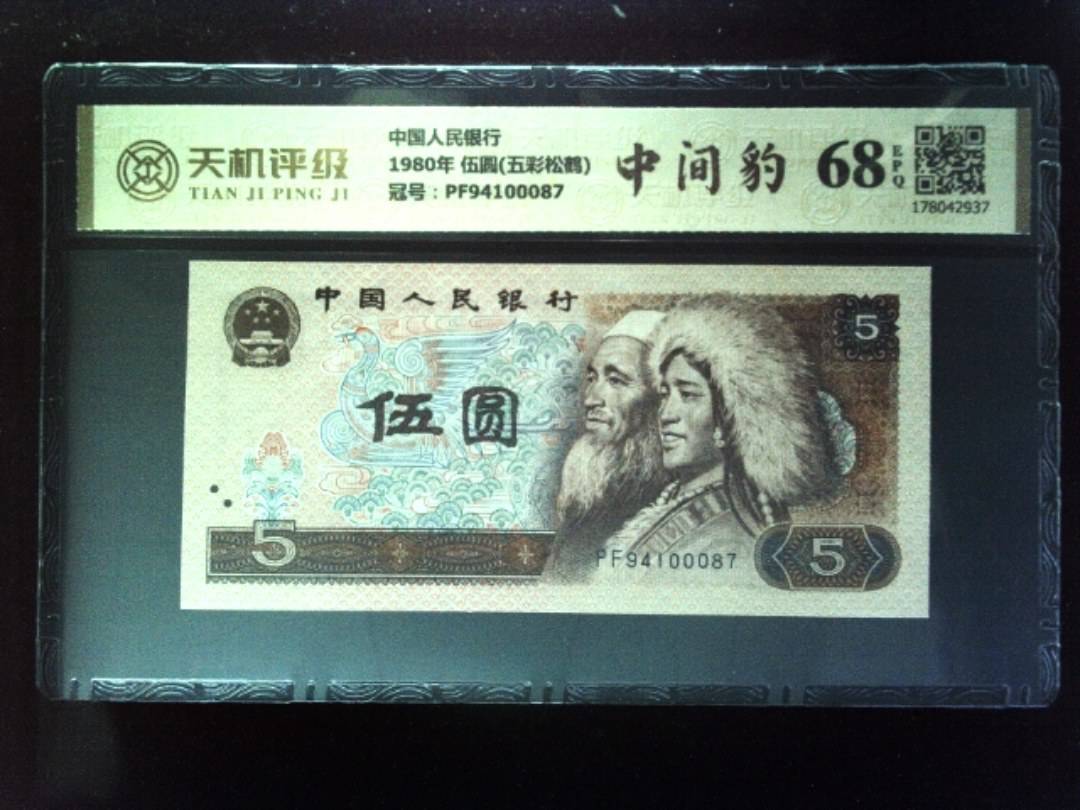 天机评级
TIAN JI PING JI
中国人民银行
1980年 伍圆(五彩松鹤)
冠号：PF94100087
中间豹
68
EPQ
178042937
中国人民银行
5
伍圆
5
PF94100087
5